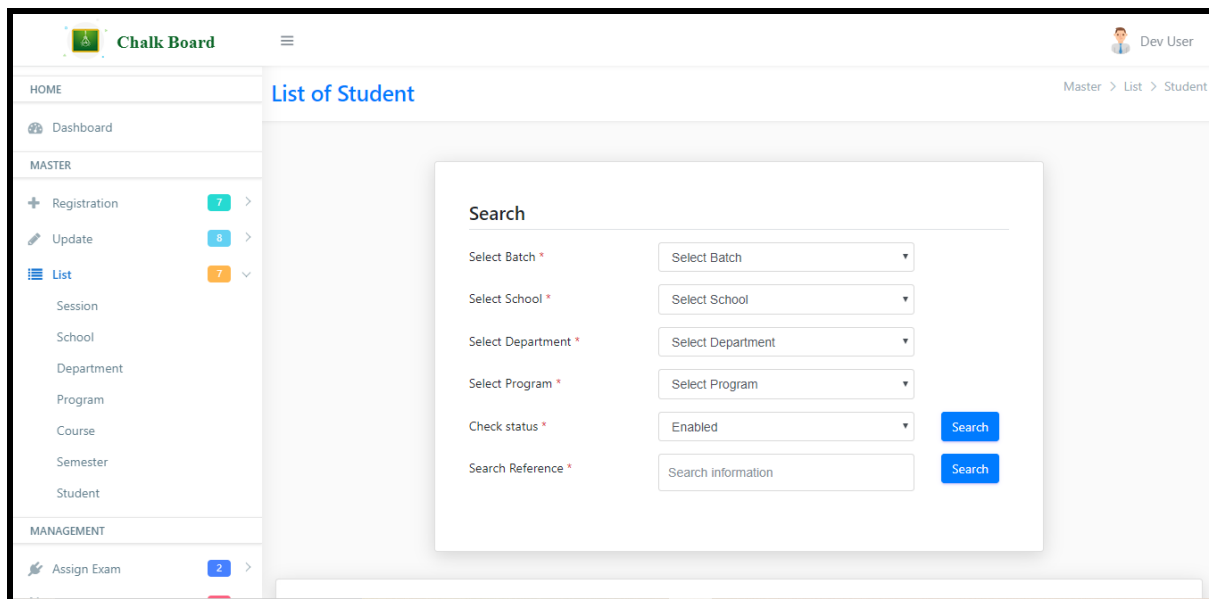 Chalk Board
Dev User
HOME
Dashboard
MASTER
Registration 7
Update 8
List 7
Session
School
Department
Program
Course
Semester
Student
MANAGEMENT
Assign Exam 2
List of Student
Master > List > Student
Search
Select Batch * Select Batch
Select School * Select School
Select Department * Select Department
Select Program * Select Program
Check status * Enabled Search
Search Reference * Search information Search